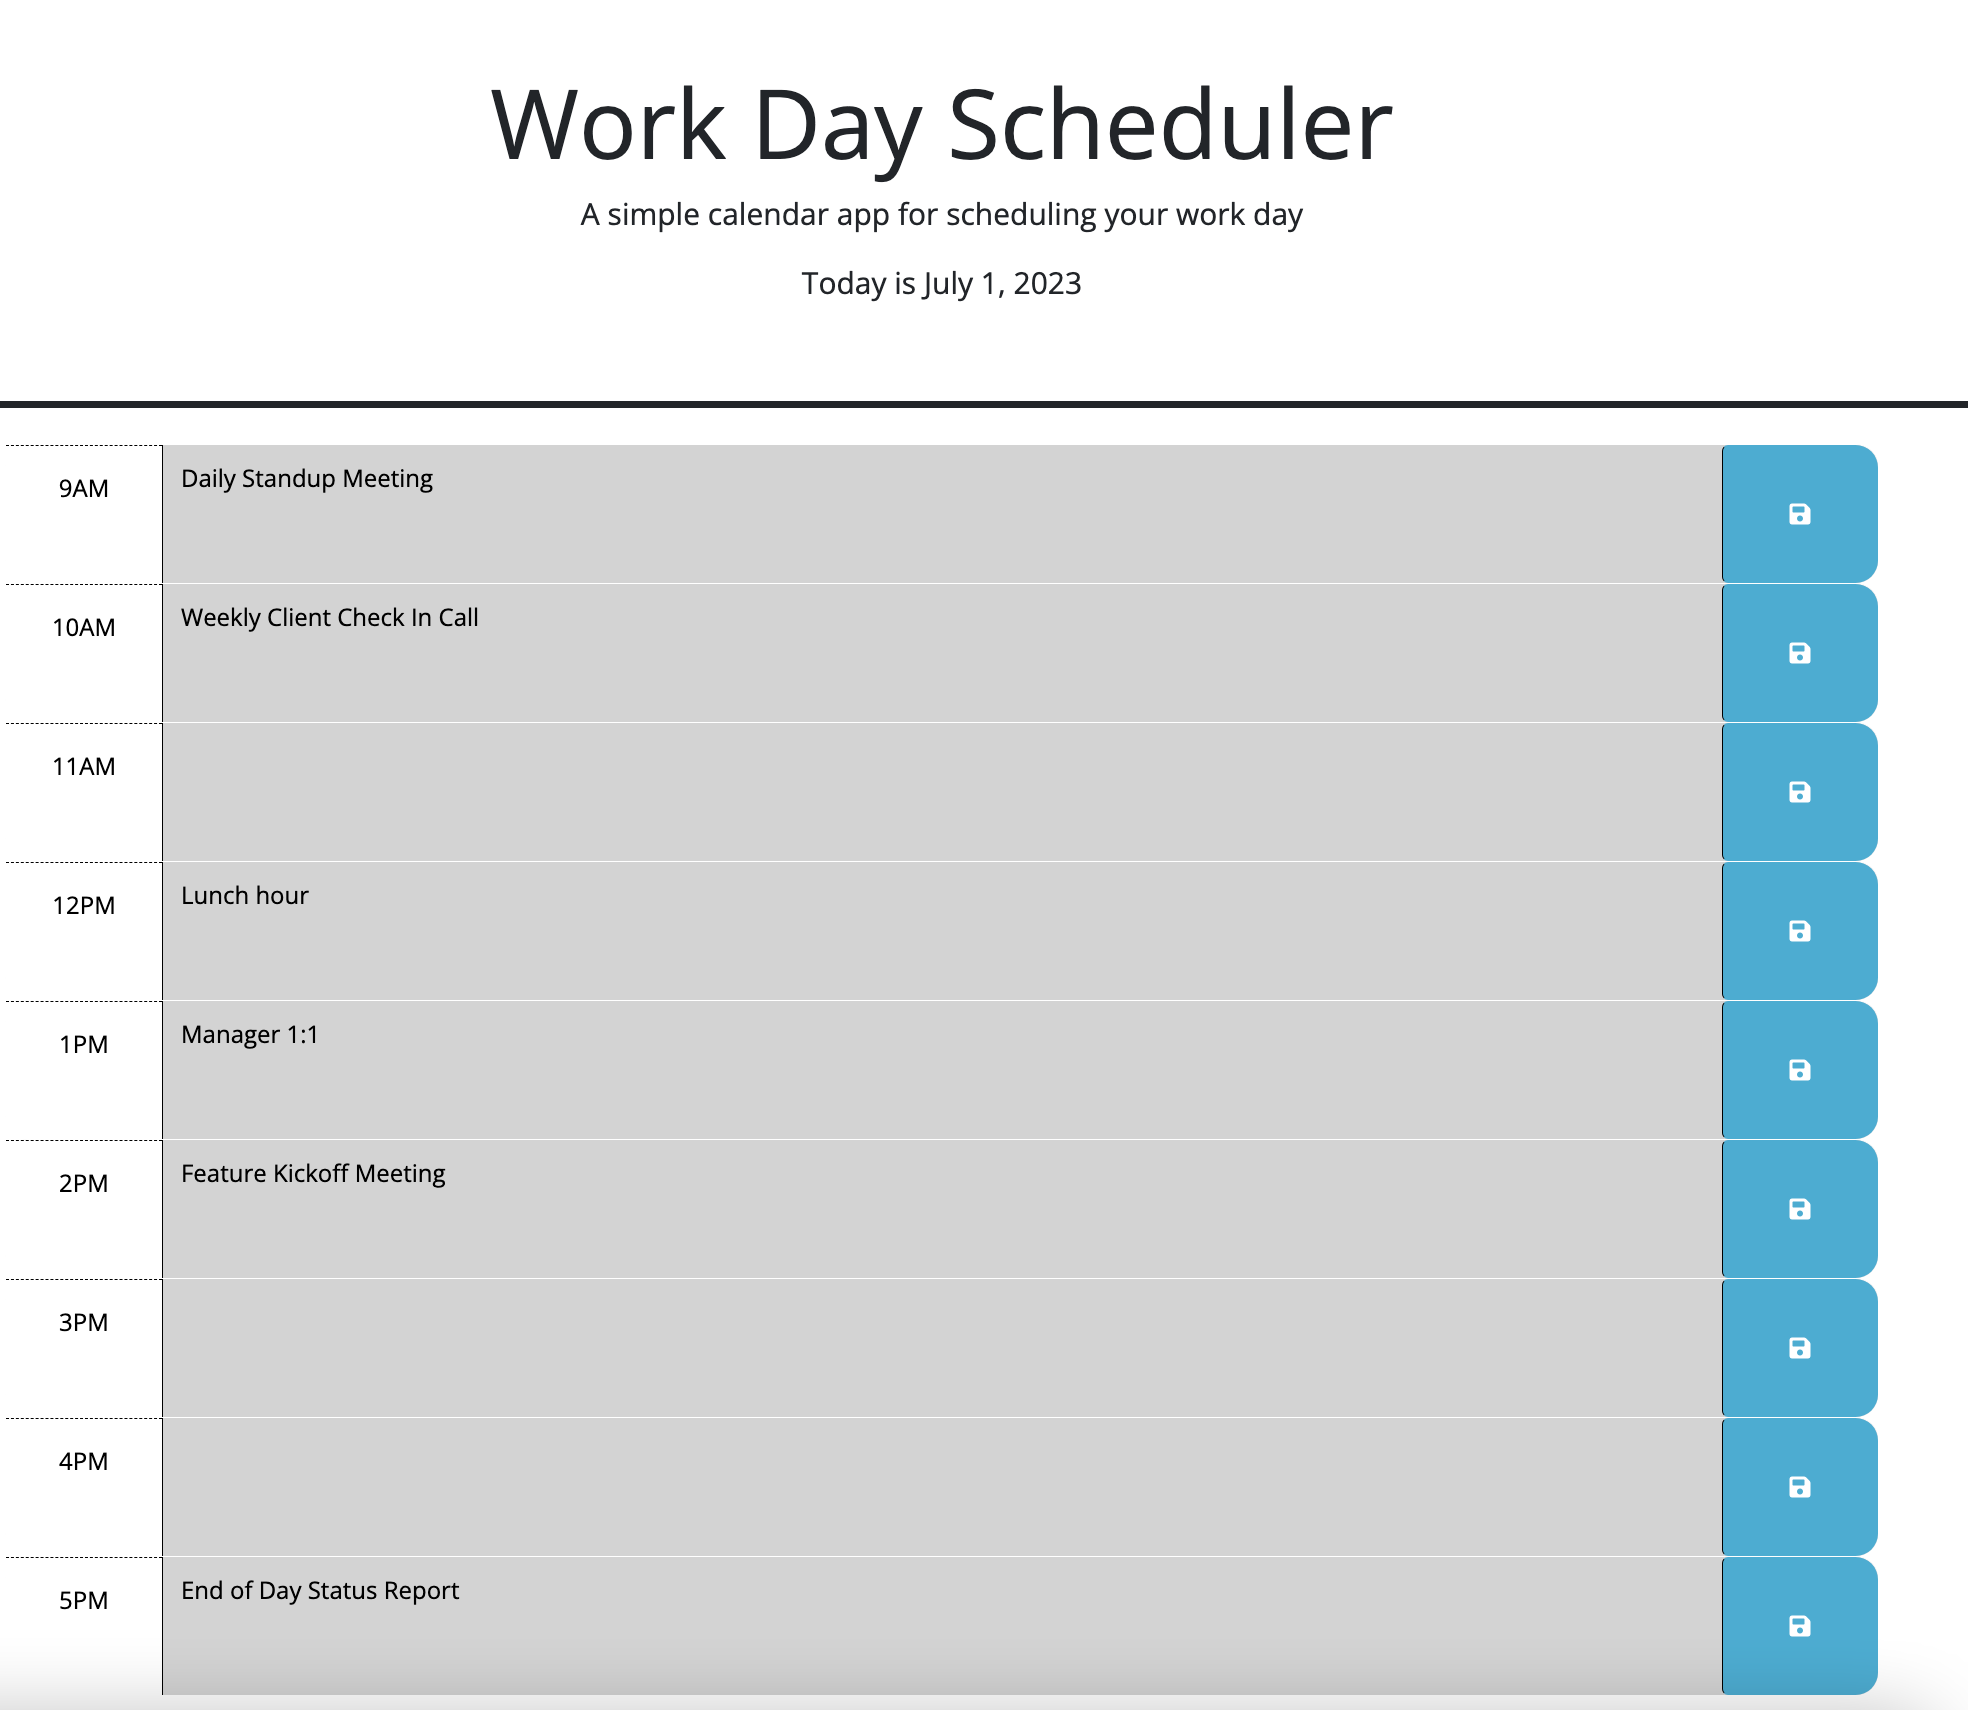 Work Day Scheduler
A simple calendar app for scheduling your work day
Today is July 1, 2023
9AM
Daily Standup Meeting
10AM
Weekly Client Check In Call
11AM
12PM
Lunch hour
1PM
Manager 1:1
2PM
Feature Kickoff Meeting
3PM
4PM
5PM
End of Day Status Report